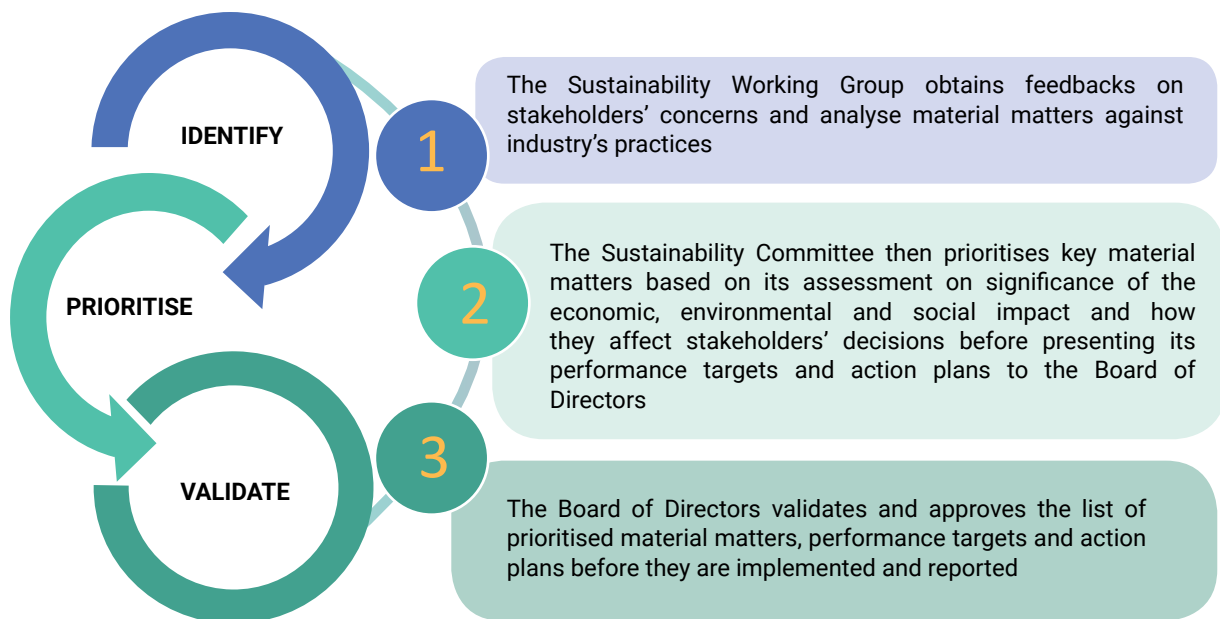 IDENTIFY
1
The Sustainability Working Group obtains feedbacks on
stakeholders’ concerns and analyse material matters against
industry’s practices
PRIORITISE
2
The Sustainability Committee then prioritises key material
matters based on its assessment on significance of the
economic, environmental and social impact and how
they affect stakeholders’ decisions before presenting its
performance targets and action plans to the Board of
Directors
VALIDATE
3
The Board of Directors validates and approves the list of
prioritised material matters, performance targets and action
plans before they are implemented and reported